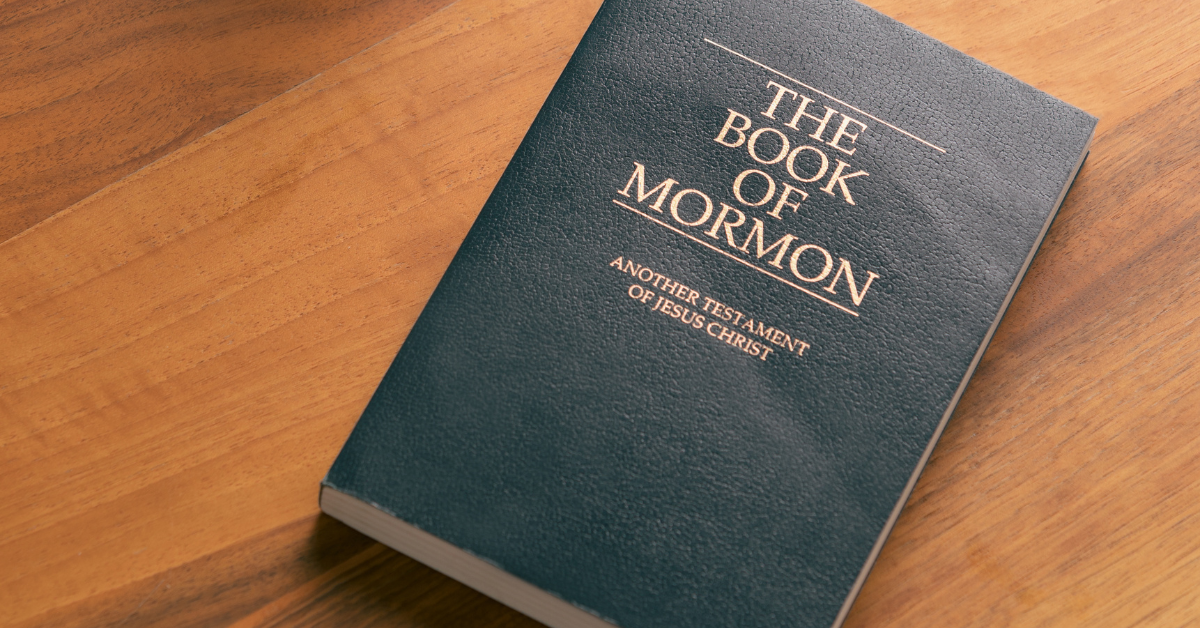 THE
BOOK
OF
MORMON
ANOTHER TESTAMENT
OF JESUS CHRIST